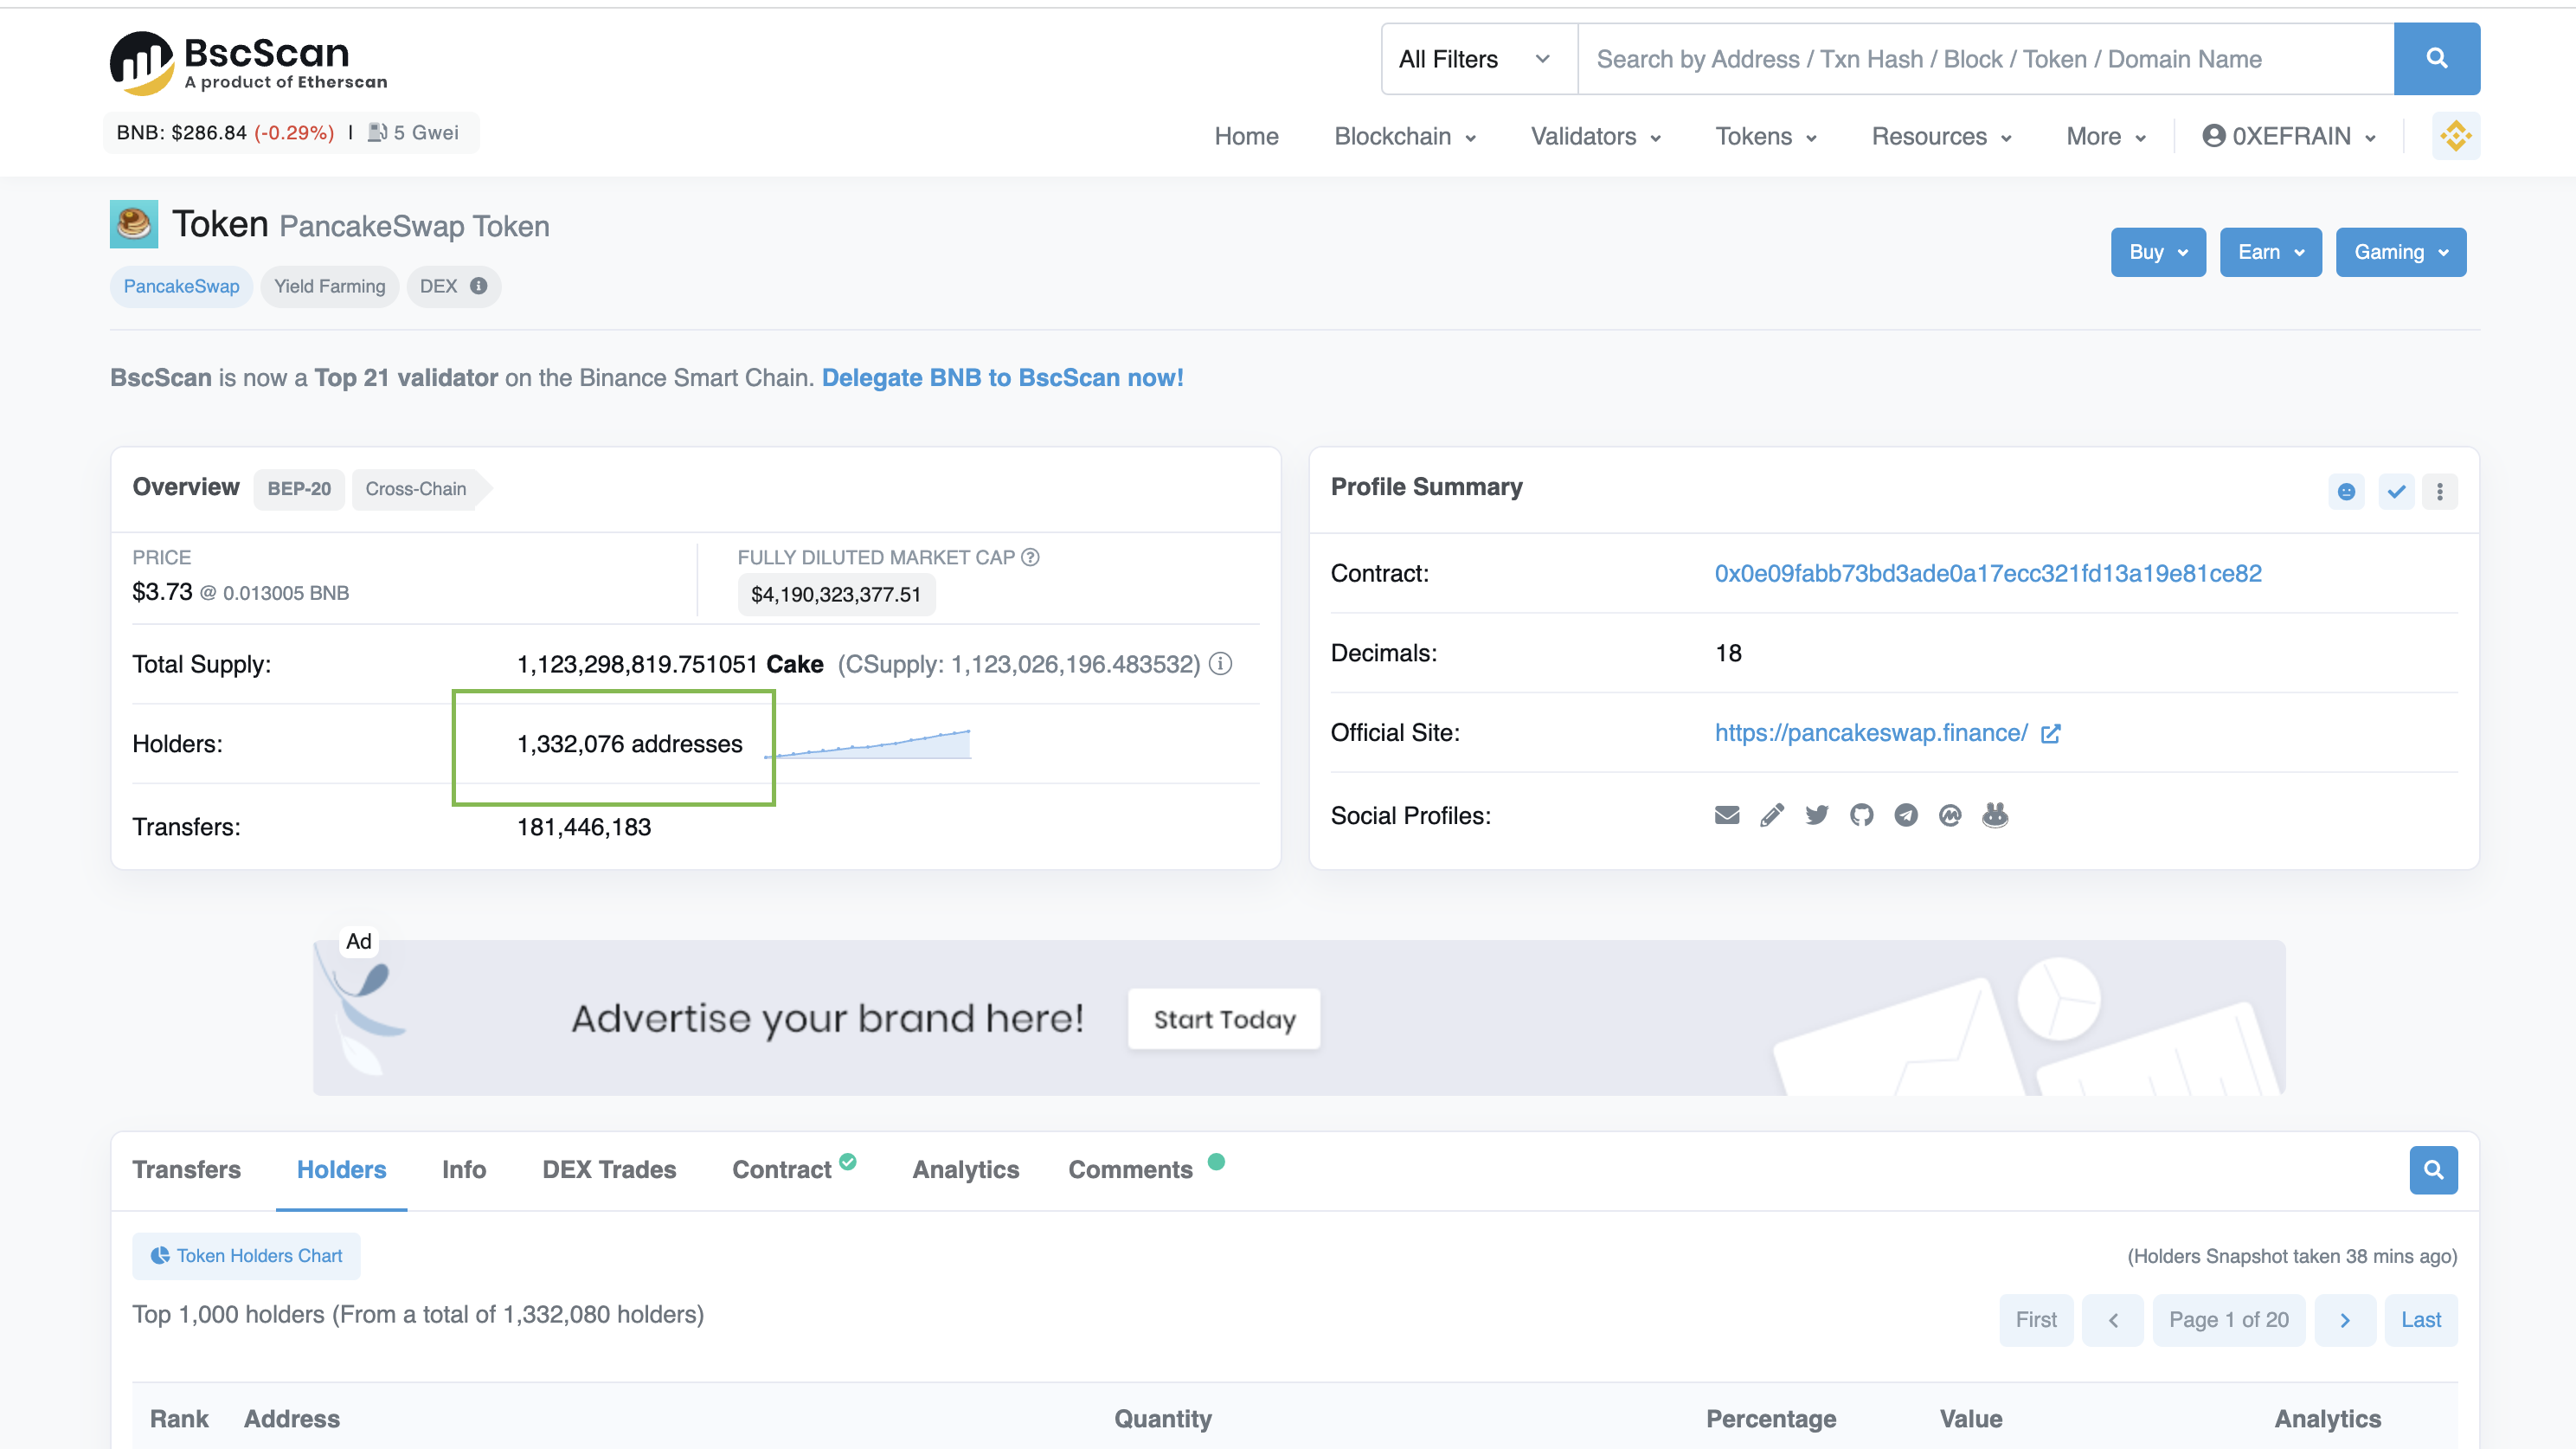 BscScan
A product of Etherscan
All Filters
Search by Address / Txn Hash / Block / Token / Domain Name
BNB: $286.84 (-0.29%) | 5 Gwei
Home Blockchain Validators Tokens Resources More 0XEFRAIN
Token PancakeSwap Token
PancakeSwap Yield Farming DEX
Buy Earn Gaming
BscScan is now a Top 21 validator on the Binance Smart Chain. Delegate BNB to BscScan now!
Overview BEP-20 Cross-Chain
PRICE
$3.73 @ 0.013005 BNB
FULLY DILUTED MARKET CAP
$4,190,323,377.51
Total Supply: 1,123,298,819.751051 Cake (CSupply: 1,123,026,196.483532)
Holders: 1,332,076 addresses
Transfers: 181,446,183
Profile Summary
Contract: 0x0e09fabb73bd3ade0a17ecc321fd13a19e81ce82
Decimals: 18
Official Site: https://pancakeswap.finance/
Social Profiles:
Ad
Advertise your brand here! Start Today
Transfers Holders Info DEX Trades Contract Analytics Comments
Token Holders Chart
(Holders Snapshot taken 38 mins ago)
Top 1,000 holders (From a total of 1,332,080 holders)
First Page 1 of 20 Last
Rank Address Quantity Percentage Value Analytics